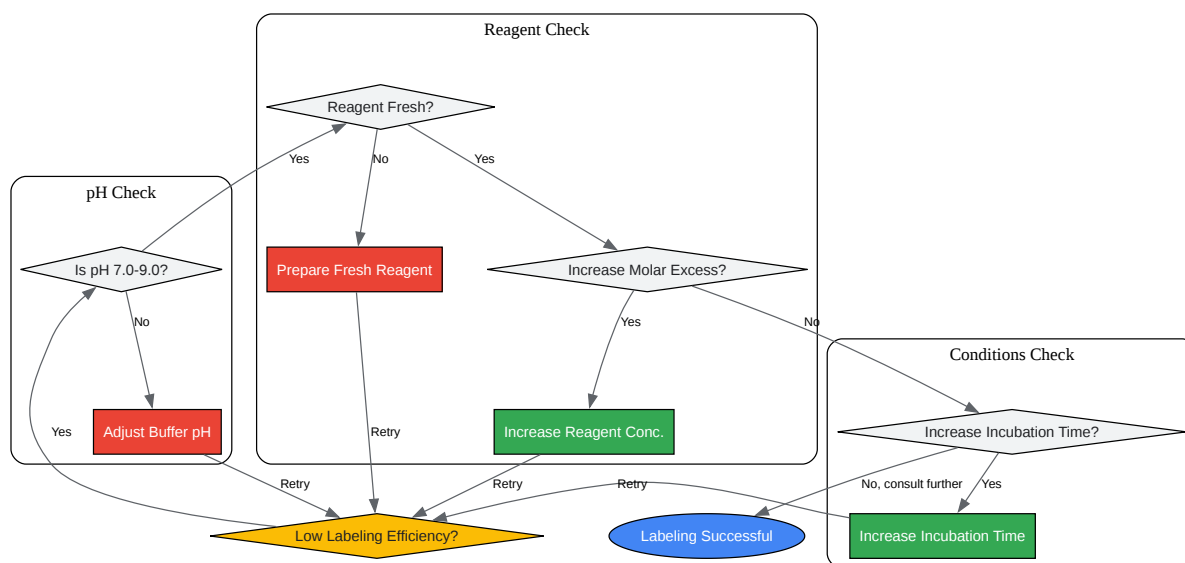 Reagent Check
Reagent Fresh?
Yes
No
Yes
pH Check
Is pH 7.0-9.0?
Prepare Fresh Reagent
Increase Molar Excess?
No
Yes
No
Conditions Check
Adjust Buffer pH
Yes
Retry
Increase Reagent Conc.
Increase Incubation Time?
Retry
Retry
Retry
No, consult further
Yes
Low Labeling Efficiency?
Labeling Successful
Increase Incubation Time